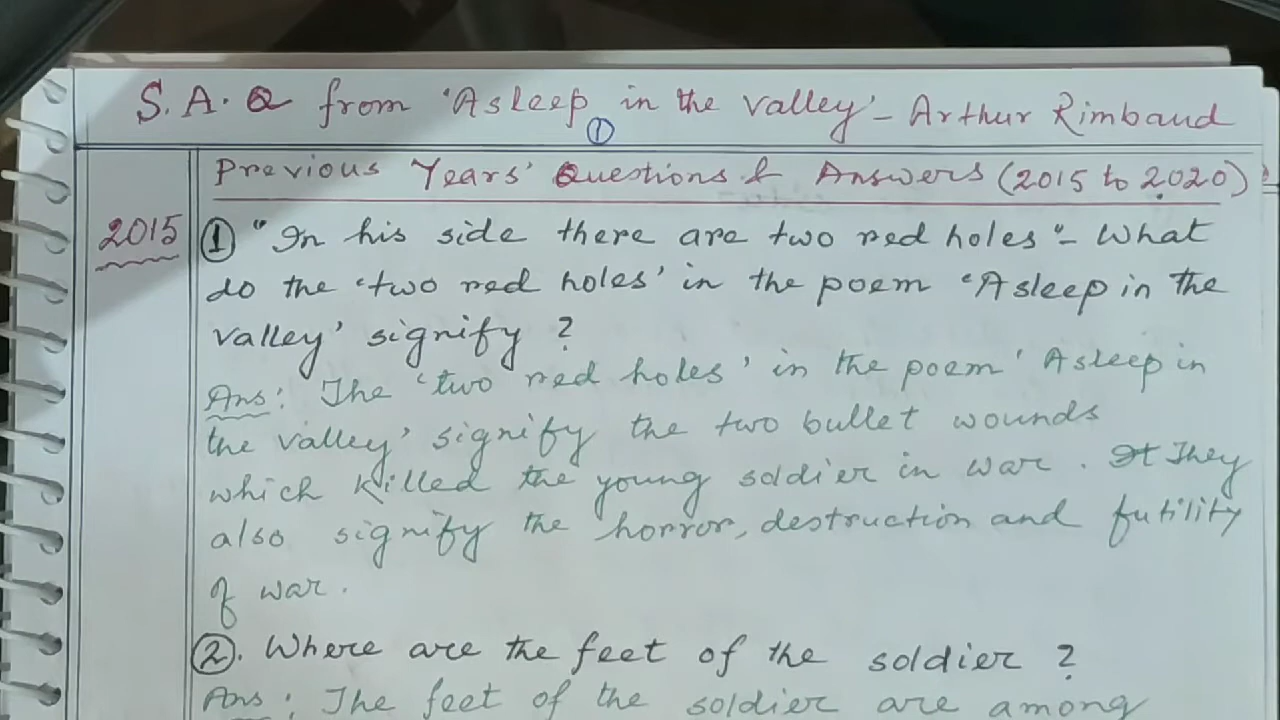 S.A.Q from 'Asleep in the valley' - Arthur Rimbaud
①
Previous Years' Questions & Answers (2015 to 2020)
2015 ① "In his side there are two red holes" - What
do the 'two red holes' in the poem 'Asleep in the
valley' signify ?
Ans : The 'two red holes' in the poem 'Asleep in
the valley' signify the two bullet wounds
which killed the young soldier in war. It They
also signify the horror, destruction and futility
of war.
②. Where are the feet of the soldier ?
Ans : The feet of the soldier are among